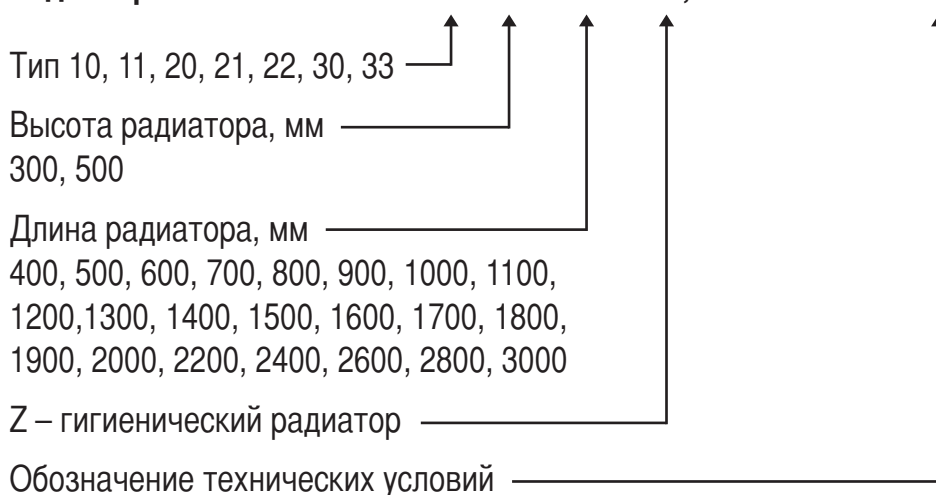 Тип 10, 11, 20, 21, 22, 30, 33
Высота радиатора, мм
300, 500
Длина радиатора, мм
400, 500, 600, 700, 800, 900, 1000, 1100,
1200,1300, 1400, 1500, 1600, 1700, 1800,
1900, 2000, 2200, 2400, 2600, 2800, 3000
Z – гигиенический радиатор
Обозначение технических условий